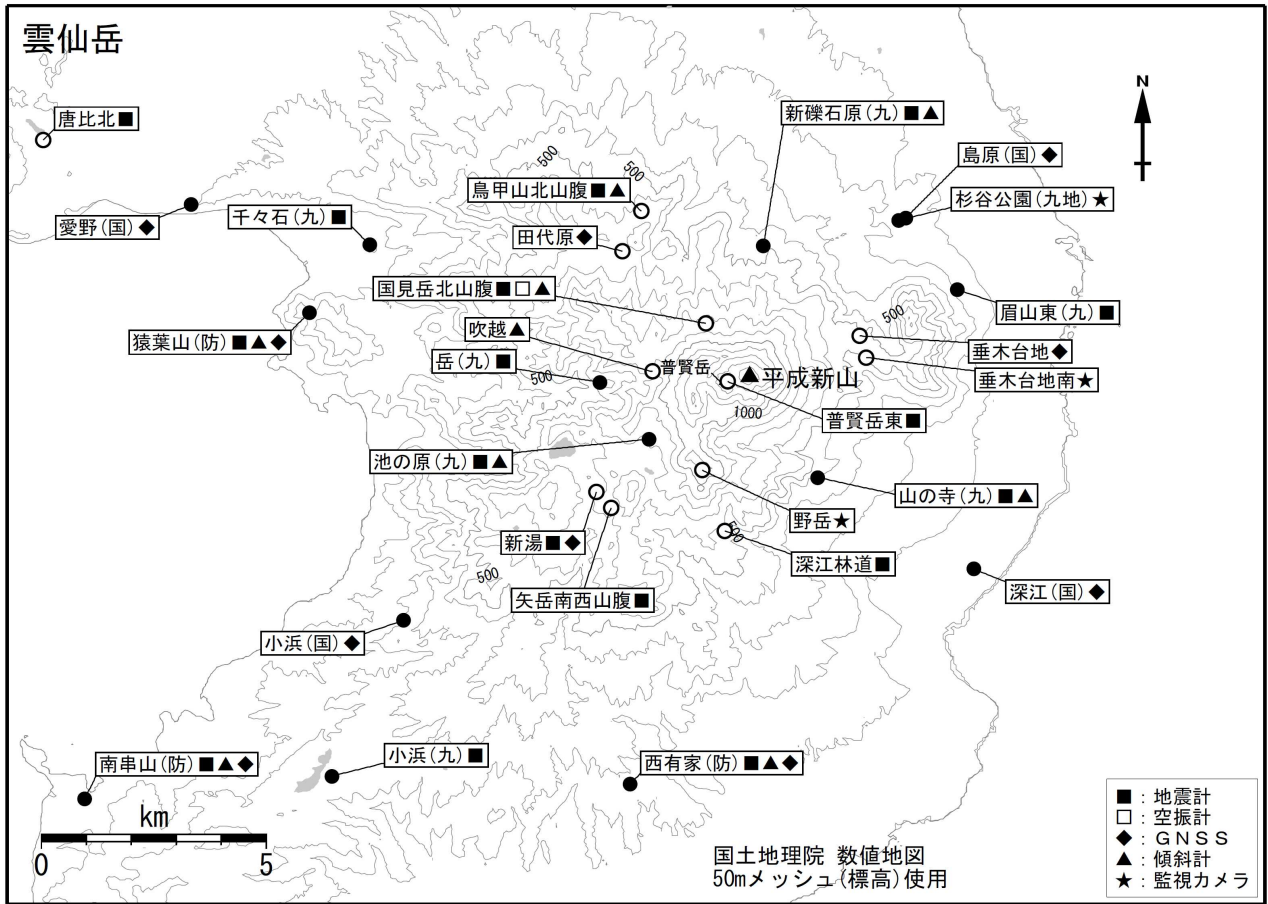 雲仙岳
N
唐比北■
新磯石原(九)■▲
島原(国)◆
500
500
烏甲山北山腹■▲
杉谷公園(九地)★
愛野(国)◆
千々石(九)■
田代原◆
国見岳北山腹■□▲
眉山東(九)■
500
猿葉山(防)■▲◆
吹越▲
垂木台地◆
岳(九)■
普賢岳
▲平成新山
垂木台地南★
500
1000
普賢岳東■
池の原(九)■▲
山の寺(九)■▲
野岳★
新湯■◆
500
深江林道■
500
矢岳南西山腹■
深江(国)◆
小浜(国)◆
南串山(防)■▲◆
小浜(九)■
西有家(防)■▲◆
km
0 5
国土地理院 数値地図
50mメッシュ(標高)使用
■：地震計
□：空振計
◆：GNSS
▲：傾斜計
★：監視カメラ